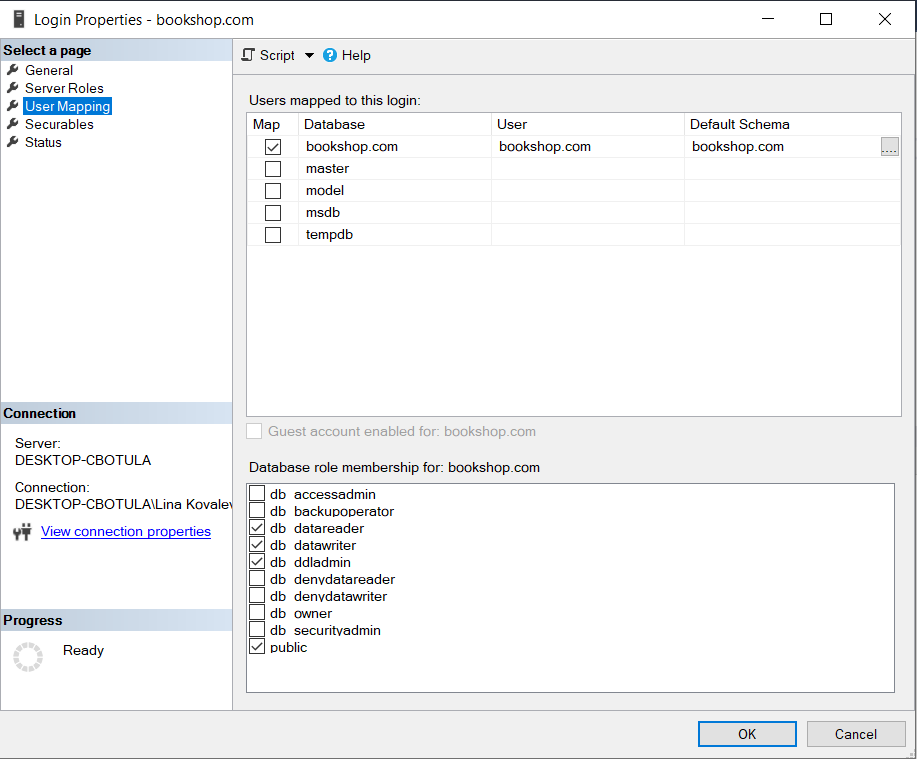 Login Properties - bookshop.com
Select a page
General
Server Roles
User Mapping
Securables
Status
Connection
Server:
DESKTOP-CBOTULA
Connection:
DESKTOP-CBOTULA\Lina Kovalev
View connection properties
Progress
Ready
Script Help
Users mapped to this login:
Map Database User Default Schema
bookshop.com bookshop.com bookshop.com ....
master
model
msdb
tempdb
Guest account enabled for: bookshop.com
Database role membership for: bookshop.com
db_accessadmin
db_backupoperator
db_datareader
db_datawriter
db_ddladmin
db_denydatareader
db_denydatawriter
db_owner
db_securityadmin
public
OK Cancel